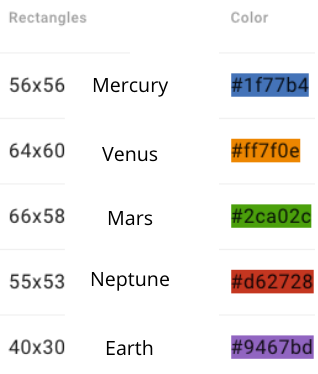 Rectangles Color
56x56 Mercury #1f77b4
64x60 Venus #ff7f0e
66x58 Mars #2ca02c
55x53 Neptune #d62728
40x30 Earth #9467bd